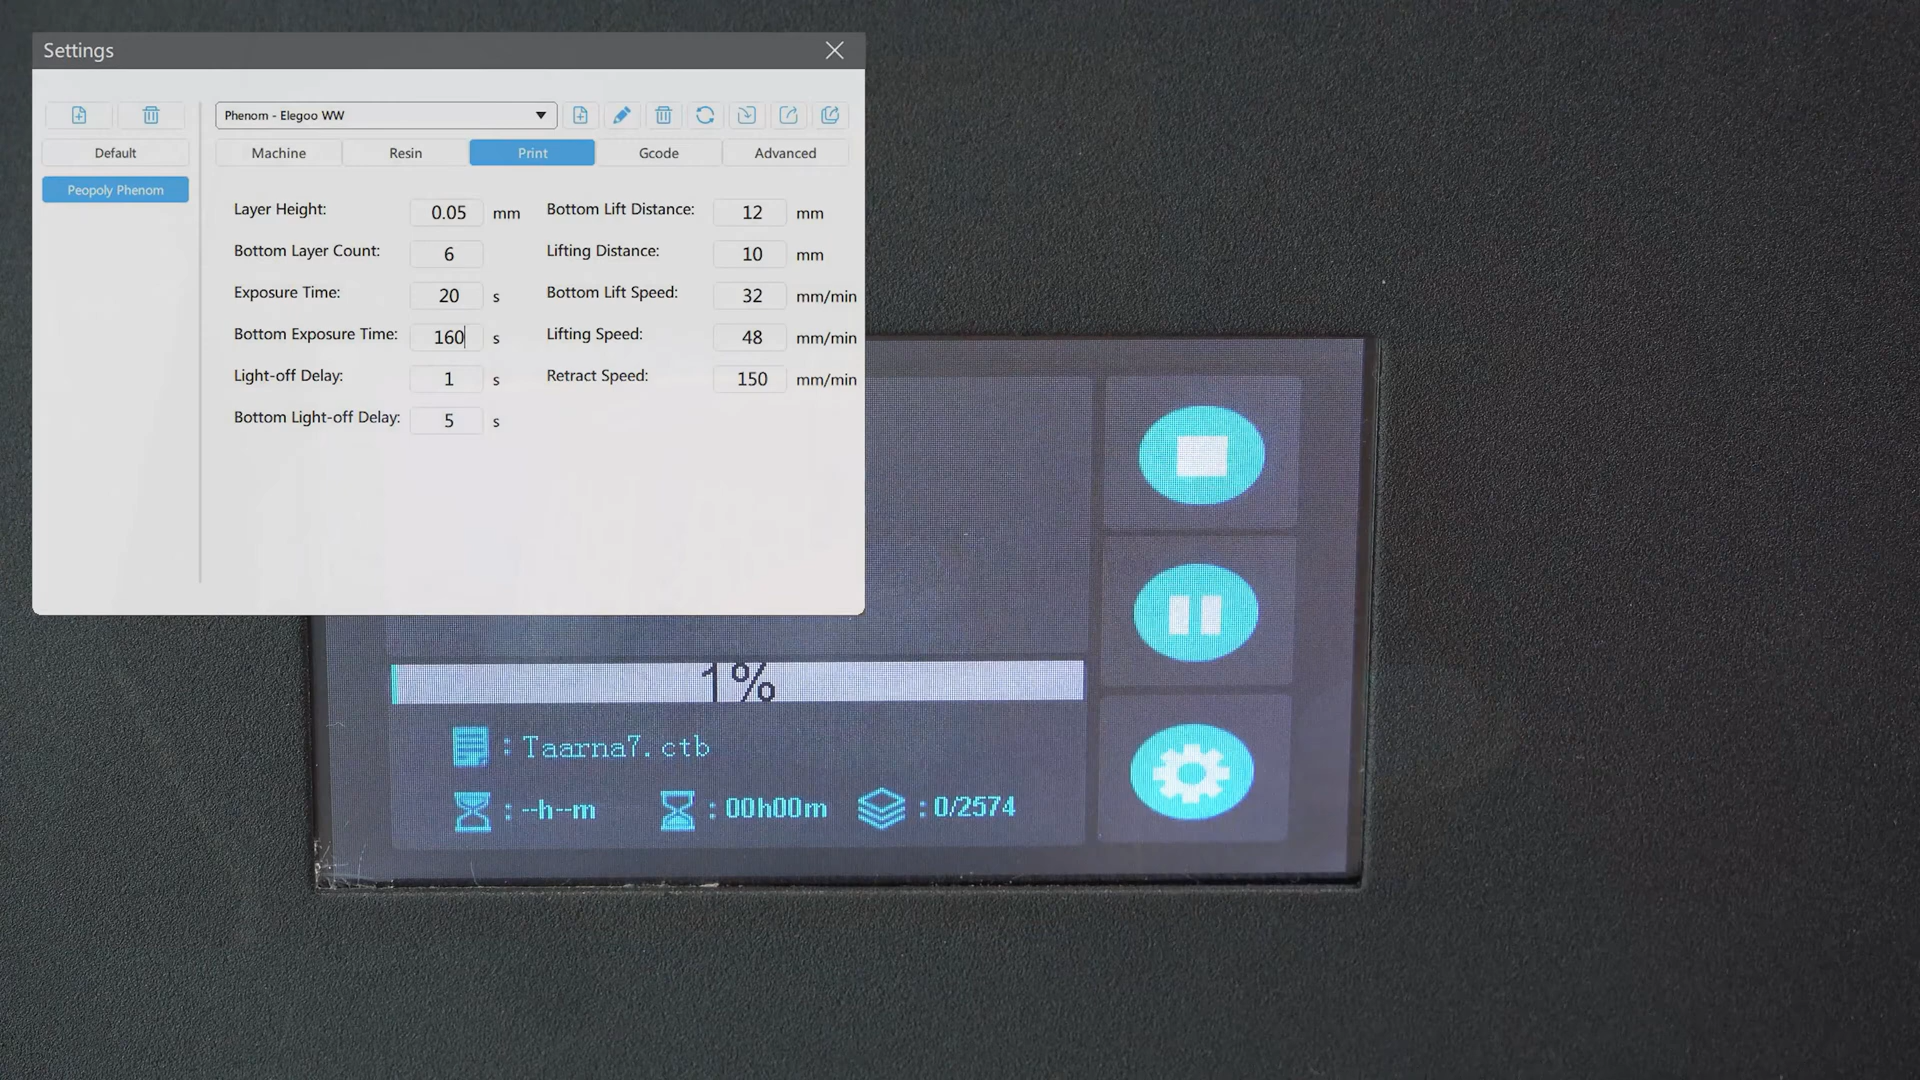 Settings
Phenom - Elegoo WW
Default
Machine Resin Print Gcode Advanced
Peopoly Phenom
Layer Height: 0.05 mm Bottom Lift Distance: 12 mm
Bottom Layer Count: 6 Lifting Distance: 10 mm
Exposure Time: 20 s Bottom Lift Speed: 32 mm/min
Bottom Exposure Time: 160 s Lifting Speed: 48 mm/min
Light-off Delay: 1 s Retract Speed: 150 mm/min
Bottom Light-off Delay: 5 s
1%
: Taarna7.ctb
: --h--m : 00h00m : 0/2574